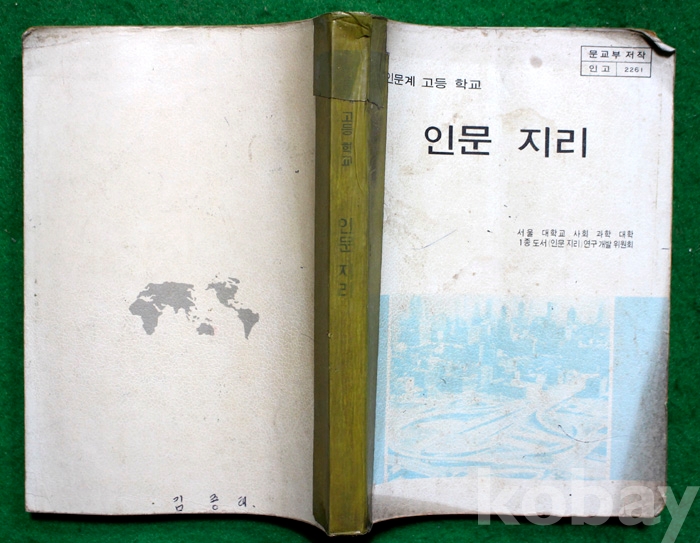 문교부 저작
인고 2261
인문계 고등 학교
인문 지리
서울 대학교 사회 과학 대학
1종 도서(인문 지리)연구 개발 위원회
고등 학교
인문 지리
kobay